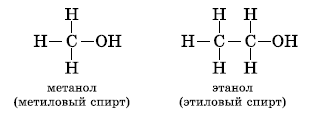 H
H—C—OH
H
метанол
(метиловый спирт)
H H
H—C—C—OH
H H
этанол
(этиловый спирт)